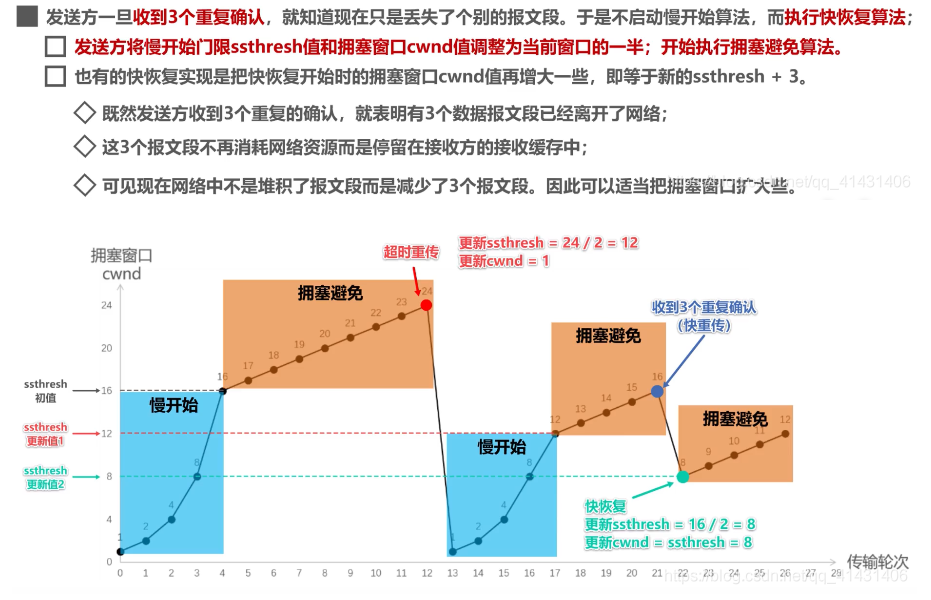 发送方一旦收到3个重复确认，就知道现在只是丢失了个别的报文段。于是不启动慢开始算法，而执行快恢复算法；
发送方将慢开始门限ssthresh值和拥塞窗口cwnd值调整为当前窗口的一半；开始执行拥塞避免算法。
也有的快恢复实现是把快恢复开始时的拥塞窗口cwnd值再增大一些，即等于新的ssthresh + 3。
既然发送方收到3个重复的确认，就表明有3个数据报文段已经离开了网络；
这3个报文段不再消耗网络资源而是停留在接收方的接收缓存中；
可见现在网络中不是堆积了报文段而是减少了3个报文段。因此可以适当把拥塞窗口扩大些。
net/qq_41431406
拥塞窗口
cwnd
超时重传
更新ssthresh = 24 / 2 = 12
更新cwnd = 1
拥塞避免
24
20
16
12
8
4
0
ssthresh
初值
ssthresh
更新值1
ssthresh
更新值2
慢开始
1
2
4
8
16
17
18
19
20
21
22
23
24
慢开始
1
2
4
8
12
拥塞避免
13
14
15
16
收到3个重复确认
（快重传）
拥塞避免
8
9
10
11
12
快恢复
更新ssthresh = 16 / 2 = 8
更新cwnd = ssthresh = 8
0 1 2 3 4 5 6 7 8 9 10 11 12 13 14 15 16 17 18 19 20 21 22 23 24 25 26 27 28 29
传输轮次
https://blog.csdn.net/qq_41431406